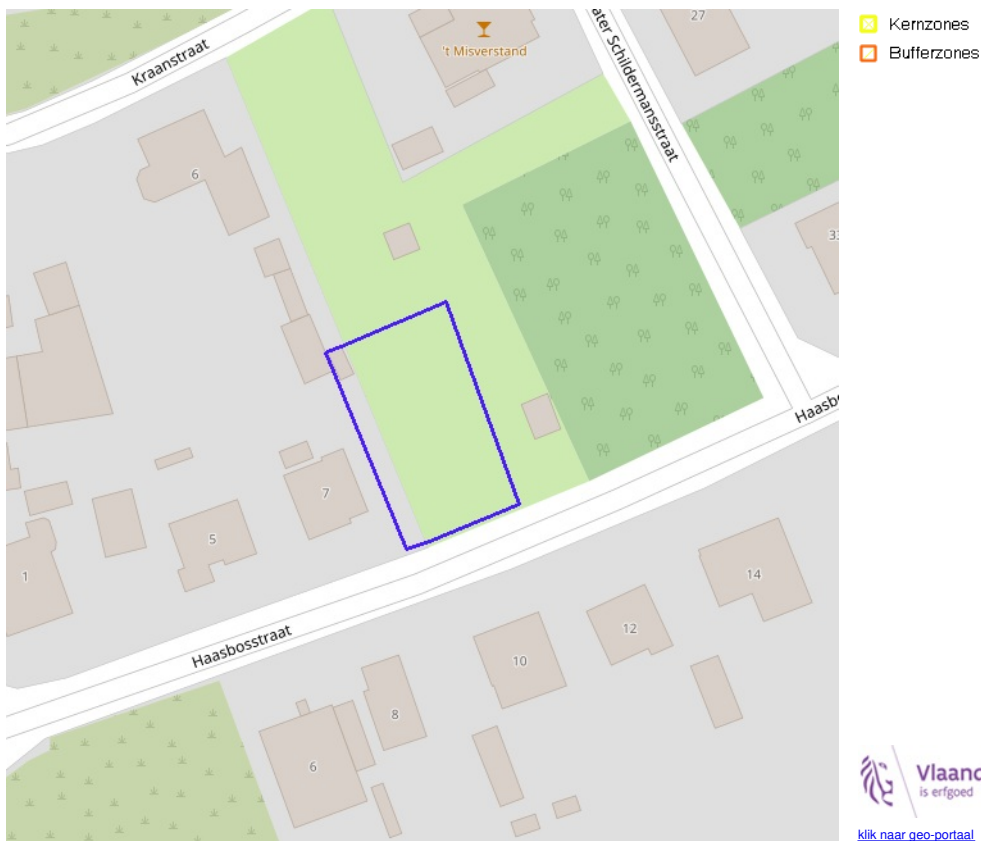 27
Kernzones
Bufferzones
't Misverstand
Kraanstraat
ater Schildermansstraat
6
33
Haasbo
7
5
1
14
12
Haasbosstraat
10
8
6
Vlaand
is erfgoed
klik naar geo-portaal